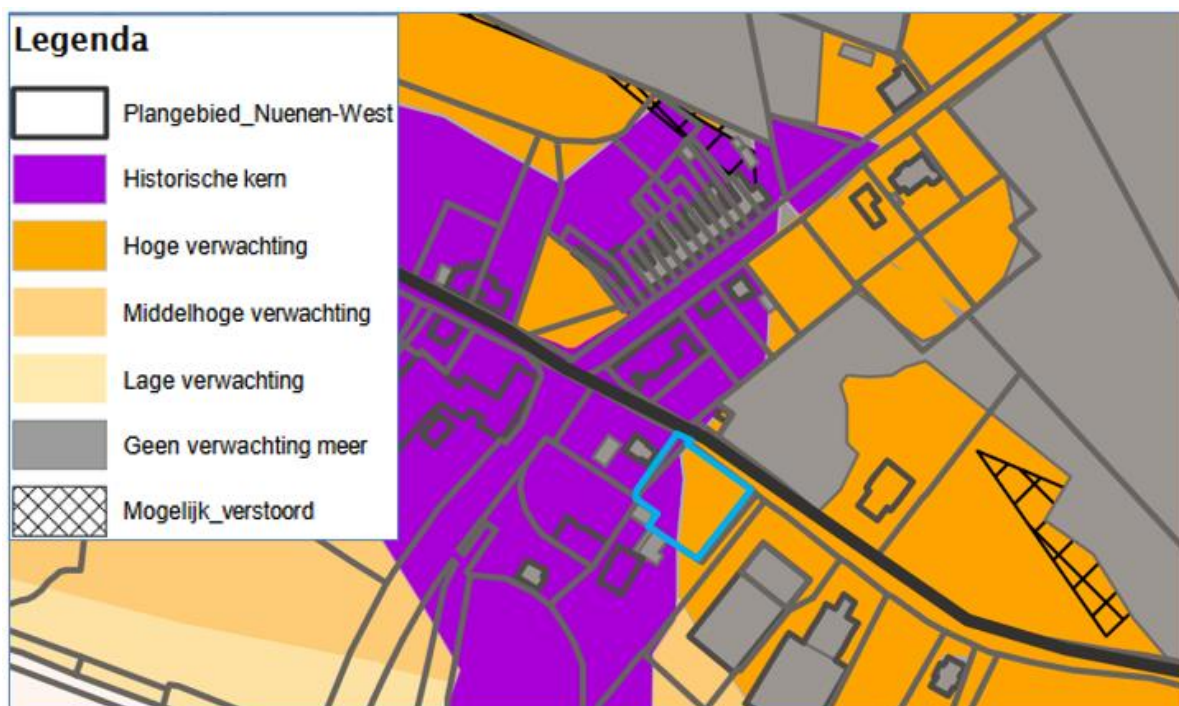 Legenda
Plangebied_Nuenen-West
Historische kern
Hoge verwachting
Middelhoge verwachting
Lage verwachting
Geen verwachting meer
Mogelijk_verstoord